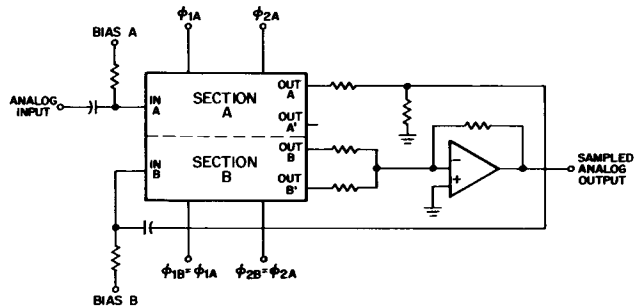 ϕ1A
ϕ2A
BIAS A
ANALOG
INPUT
IN
A
SECTION
A
OUT
A
OUT
A'
IN
B
SECTION
B
OUT
B
OUT
B'
−
+
SAMPLED
ANALOG
OUTPUT
ϕ1B= ϕ1A
ϕ2B= ϕ2A
BIAS B